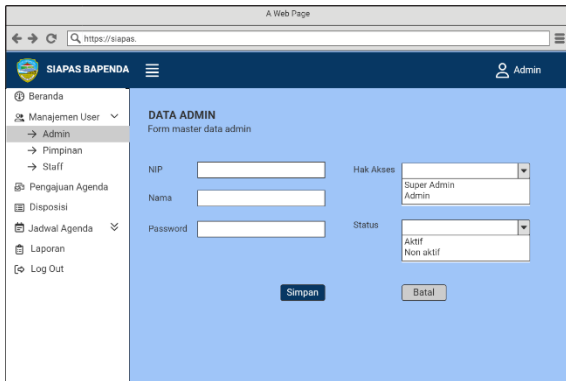 A Web Page
https://siapas.
SIAPAS BAPENDA
Admin
Beranda
Manajemen User
Admin
Pimpinan
Staff
Pengajuan Agenda
Disposisi
Jadwal Agenda
Laporan
Log Out
DATA ADMIN
Form master data admin
NIP
Nama
Password
Hak Akses
Super Admin
Admin
Status
Aktif
Non aktif
Simpan
Batal